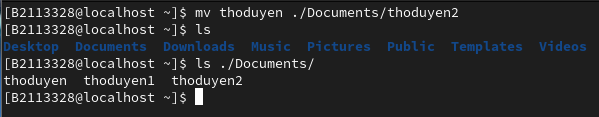 [B2113328@localhost ~]$ mv thoduyen ./Documents/thoduyen2
[B2113328@localhost ~]$ ls
Desktop  Documents  Downloads  Music  Pictures  Public  Templates  Videos
[B2113328@localhost ~]$ ls ./Documents/
thoduyen  thoduyen1  thoduyen2
[B2113328@localhost ~]$